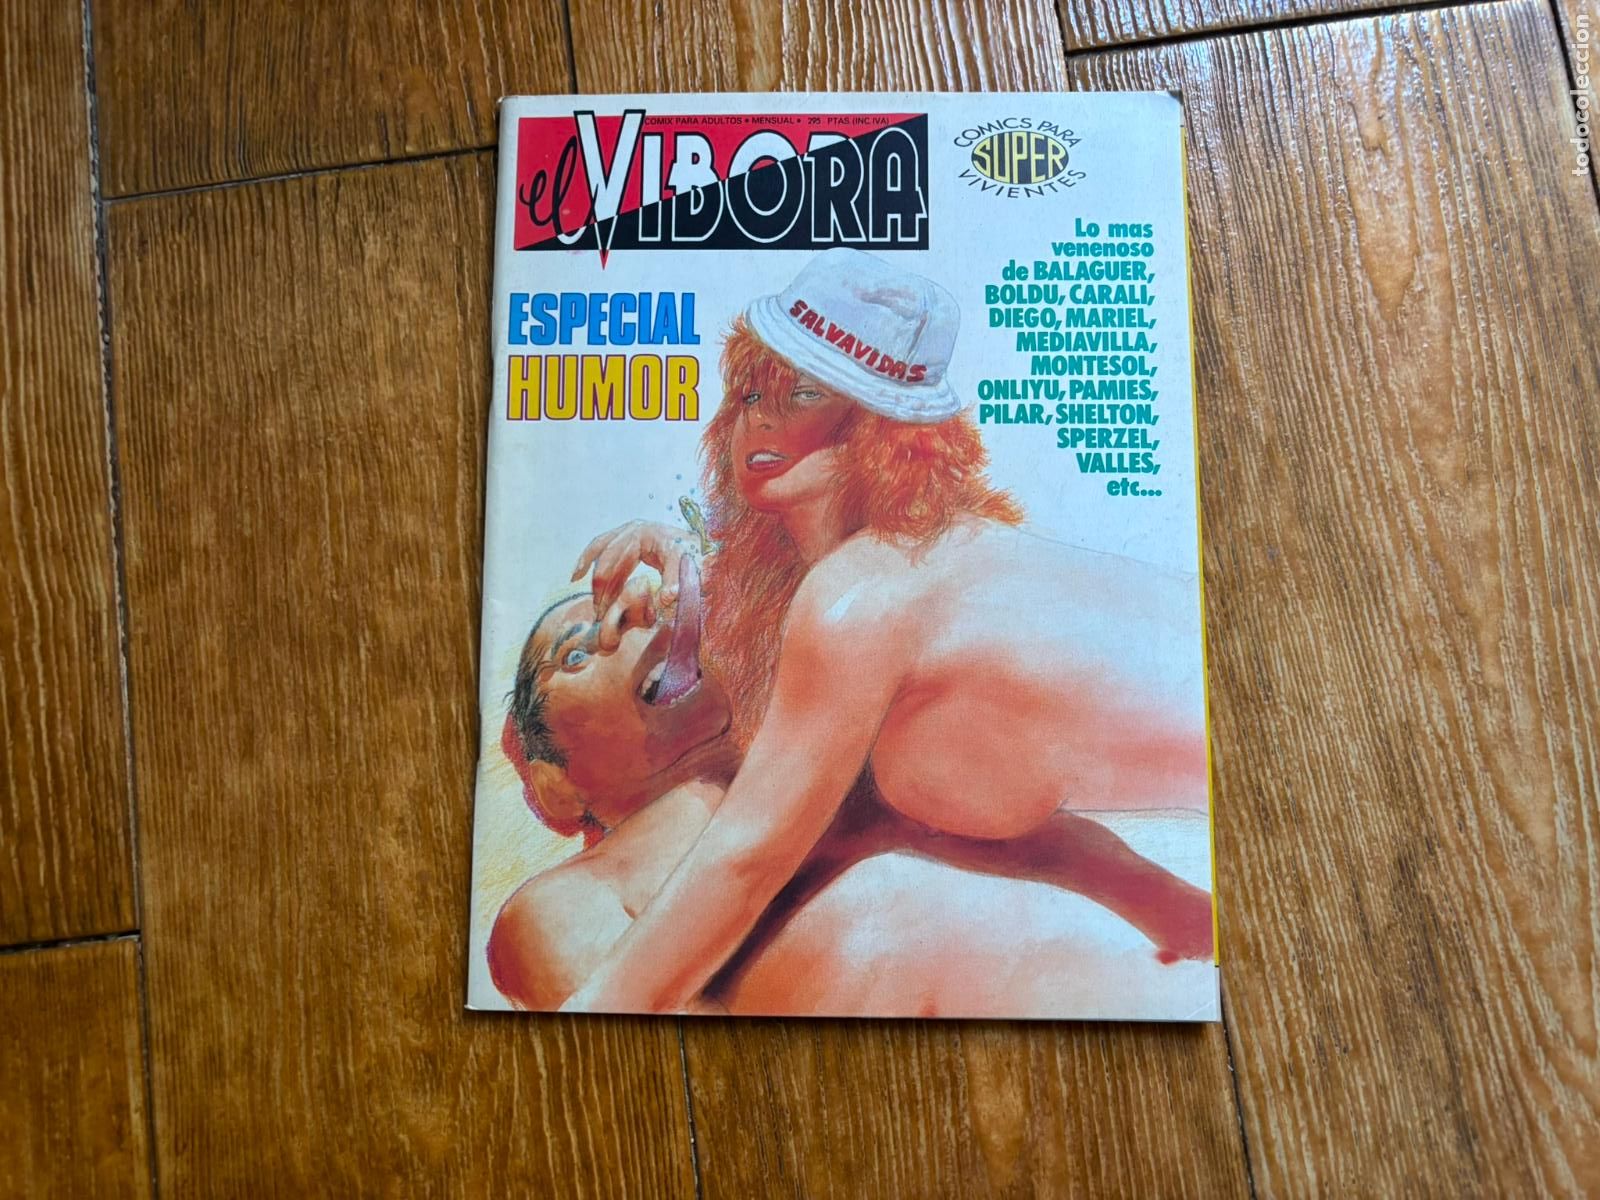 COMIX PARA ADULTOS • MENSUAL • 295 PTAS (INC. IVA)
el VIBORA
COMICS PARA
SUPER
VIVIENTES
ESPECIAL
HUMOR
Lo mas
venenoso
de BALAGUER,
BOLDU, CARALI,
DIEGO, MARIEL,
MEDIAVILLA,
MONTESOL,
ONLIYU, PAMIES,
PILAR, SHELTON,
SPERZEL,
VALLES,
etc...
SALVAVIDAS
todocoleccion